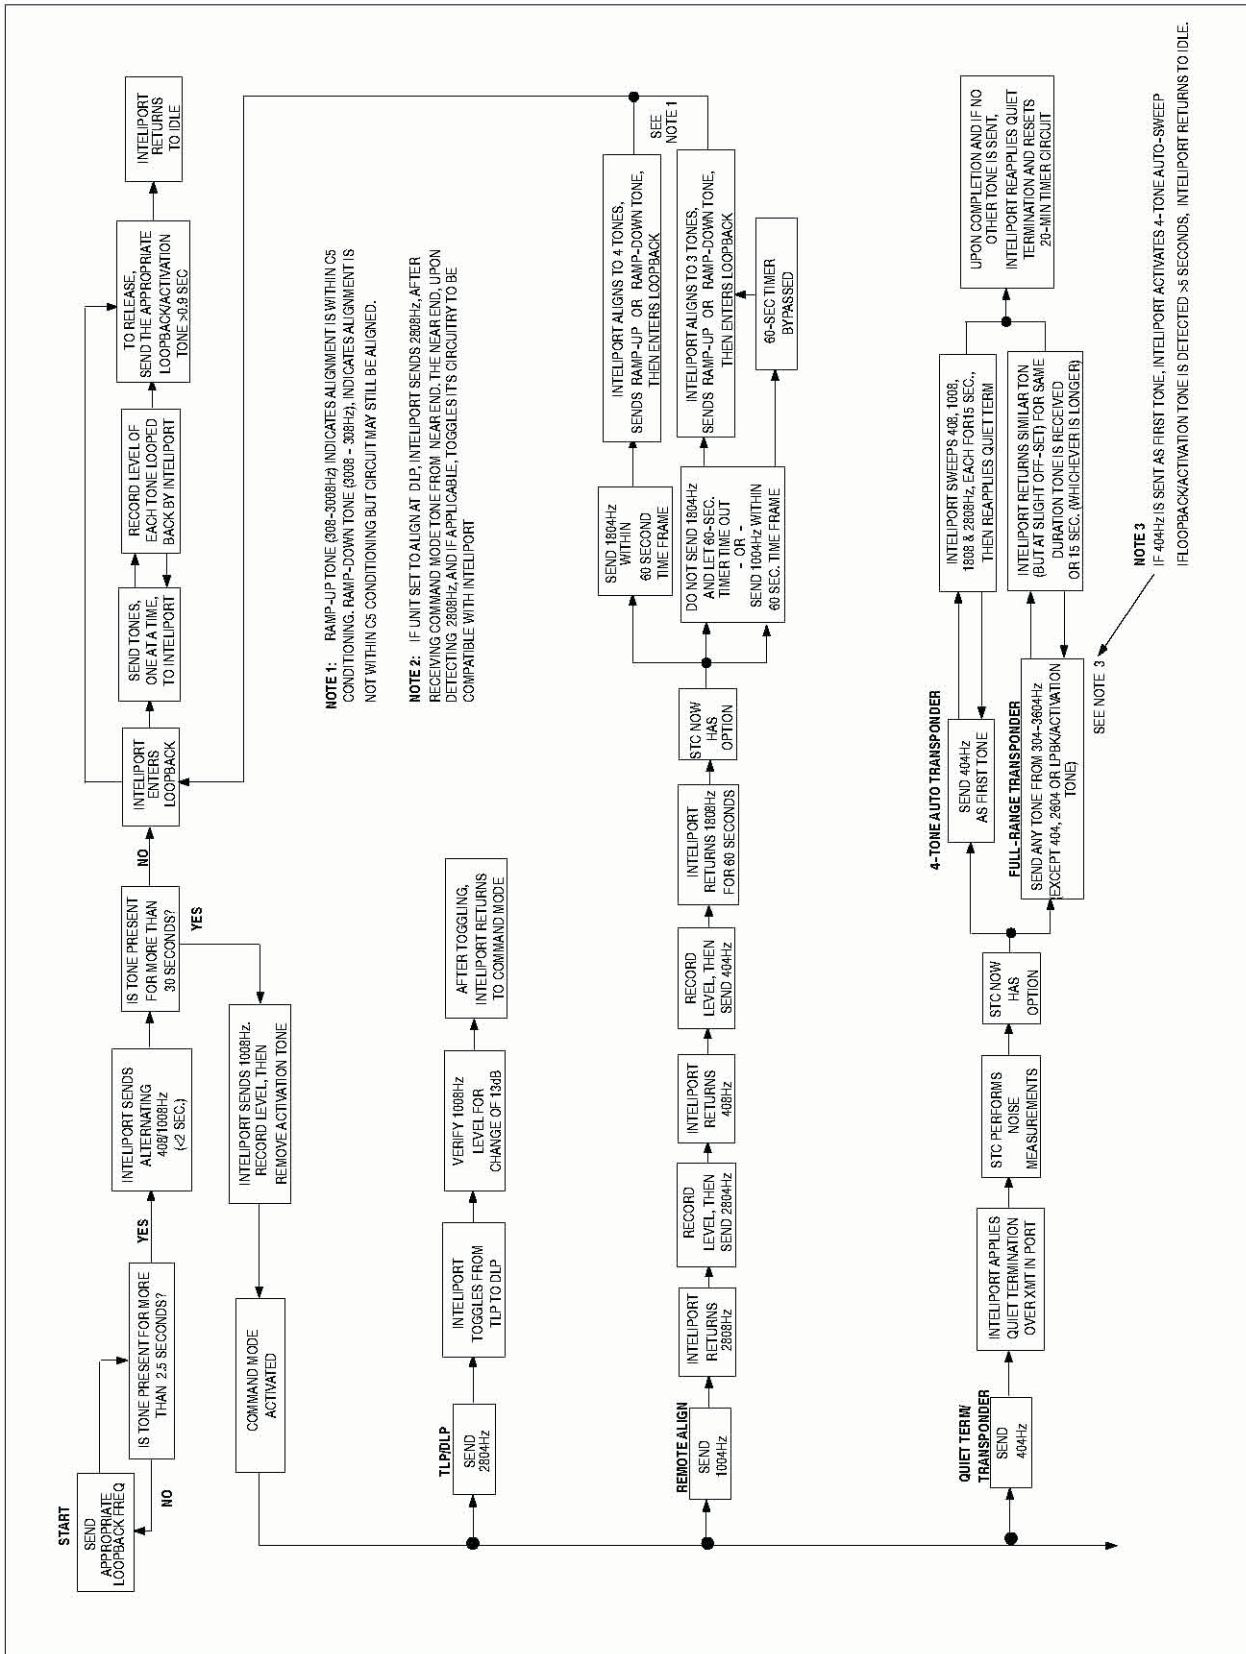 START
SEND
APPROPRIATE
LOOPBACK FREQ
NO
IS TONE PRESENT FOR MORE
THAN 2.5 SECONDS?
YES
INTELIPORT SENDS
ALTERNATING
408/1008Hz
(<2 SEC.)
IS TONE PRESENT
FOR MORE THAN
30 SECONDS?
NO
YES
INTELIPORT
ENTERS
LOOPBACK
SEND TONES,
ONE AT A TIME,
TO INTELIPORT
RECORD LEVEL OF
EACH TONE LOOPED
BACK BY INTELIPORT
TO RELEASE,
SEND THE APPROPRIATE
LOOPBACK/ACTIVATION
TONE >0.9 SEC
INTELIPORT
RETURNS
TO IDLE
INTELIPORT SENDS 1008Hz.
RECORD LEVEL, THEN
REMOVE ACTIVATION TONE
COMMAND MODE
ACTIVATED
NOTE 1: RAMP-UP TONE (308-3008Hz) INDICATES ALIGNMENT IS WITHIN C5
CONDITIONING. RAMP-DOWN TONE (3008 - 308Hz), INDICATES ALIGNMENT IS
NOT WITHIN C5 CONDITIONING BUT CIRCUIT MAY STILL BE ALIGNED.
NOTE 2: IF UNIT SET TO ALIGN AT DLP, INTELIPORT SENDS 2808Hz, AFTER
RECEIVING COMMAND MODE TONE FROM NEAR END. THE NEAR END, UPON
DETECTING 2808Hz, AND IF APPLICABLE, TOGGLES IT'S CIRCUITRY TO BE
COMPATIBLE WITH INTELIPORT
TLP/DLP
SEND
2804Hz
INTELIPORT
TOGGLES FROM
TLP TO DLP
VERIFY 1008Hz
LEVEL FOR
CHANGE OF 13dB
AFTER TOGGLING,
INTELIPORT RETURNS
TO COMMAND MODE
REMOTE ALIGN
SEND
1004Hz
INTELIPORT
RETURNS
2808Hz
RECORD
LEVEL, THEN
SEND 2804Hz
INTELIPORT
RETURNS
408Hz
RECORD
LEVEL, THEN
SEND 404Hz
INTELIPORT
RETURNS 1808Hz
FOR 60 SECONDS
STC NOW
HAS
OPTION
SEND 1804Hz
WITHIN
60 SECOND
TIME FRAME
DO NOT SEND 1804Hz
AND LET 60-SEC.
TIMER TIME OUT
- OR -
SEND 1004Hz WITHIN
60 SEC. TIME FRAME
INTELIPORT ALIGNS TO 4 TONES,
SENDS RAMP-UP OR RAMP-DOWN TONE,
THEN ENTERS LOOPBACK
SEE
NOTE 1
INTELIPORT ALIGNS TO 3 TONES,
SENDS RAMP-UP OR RAMP-DOWN TONE,
THEN ENTERS LOOPBACK
60-SEC TIMER
BYPASSED
QUIET TERM/
TRANSPONDER
SEND
404Hz
INTELIPORT APPLIES
QUIET TERMINATION
OVER XMT IN PORT
STC PERFORMS
NOISE
MEASUREMENTS
STC NOW
HAS
OPTION
4-TONE AUTO TRANSPONDER
SEND 404Hz
AS FIRST TONE
FULL-RANGE TRANSPONDER
SEND ANY TONE FROM 304-3604Hz
(EXCEPT 404, 2604 OR LPBK/ACTIVATION
TONE)
SEE NOTE 3
INTELIPORT SWEEPS 408, 1008,
1808 & 2808Hz, EACH FOR15 SEC.,
THEN REAPPLIES QUIET TERM
INTELIPORT RETURNS SIMILAR TON
(BUT AT SLIGHT OFF-SET) FOR SAME
DURATION TONE IS RECEIVED
OR 15 SEC. (WHICHEVER IS LONGER)
UPON COMPLETION AND IF NO
OTHER TONE IS SENT,
INTELIPORT REAPPLIES QUIET
TERMINATION AND RESETS
20-MIN TIMER CIRCUIT
NOTE 3
IF 404Hz IS SENT AS FIRST TONE, INTELIPORT ACTIVATES 4-TONE AUTO-SWEEP
IFLOOPBACK/ACTIVATION TONE IS DETECTED >5 SECONDS, INTELIPORT RETURNS TO IDLE.